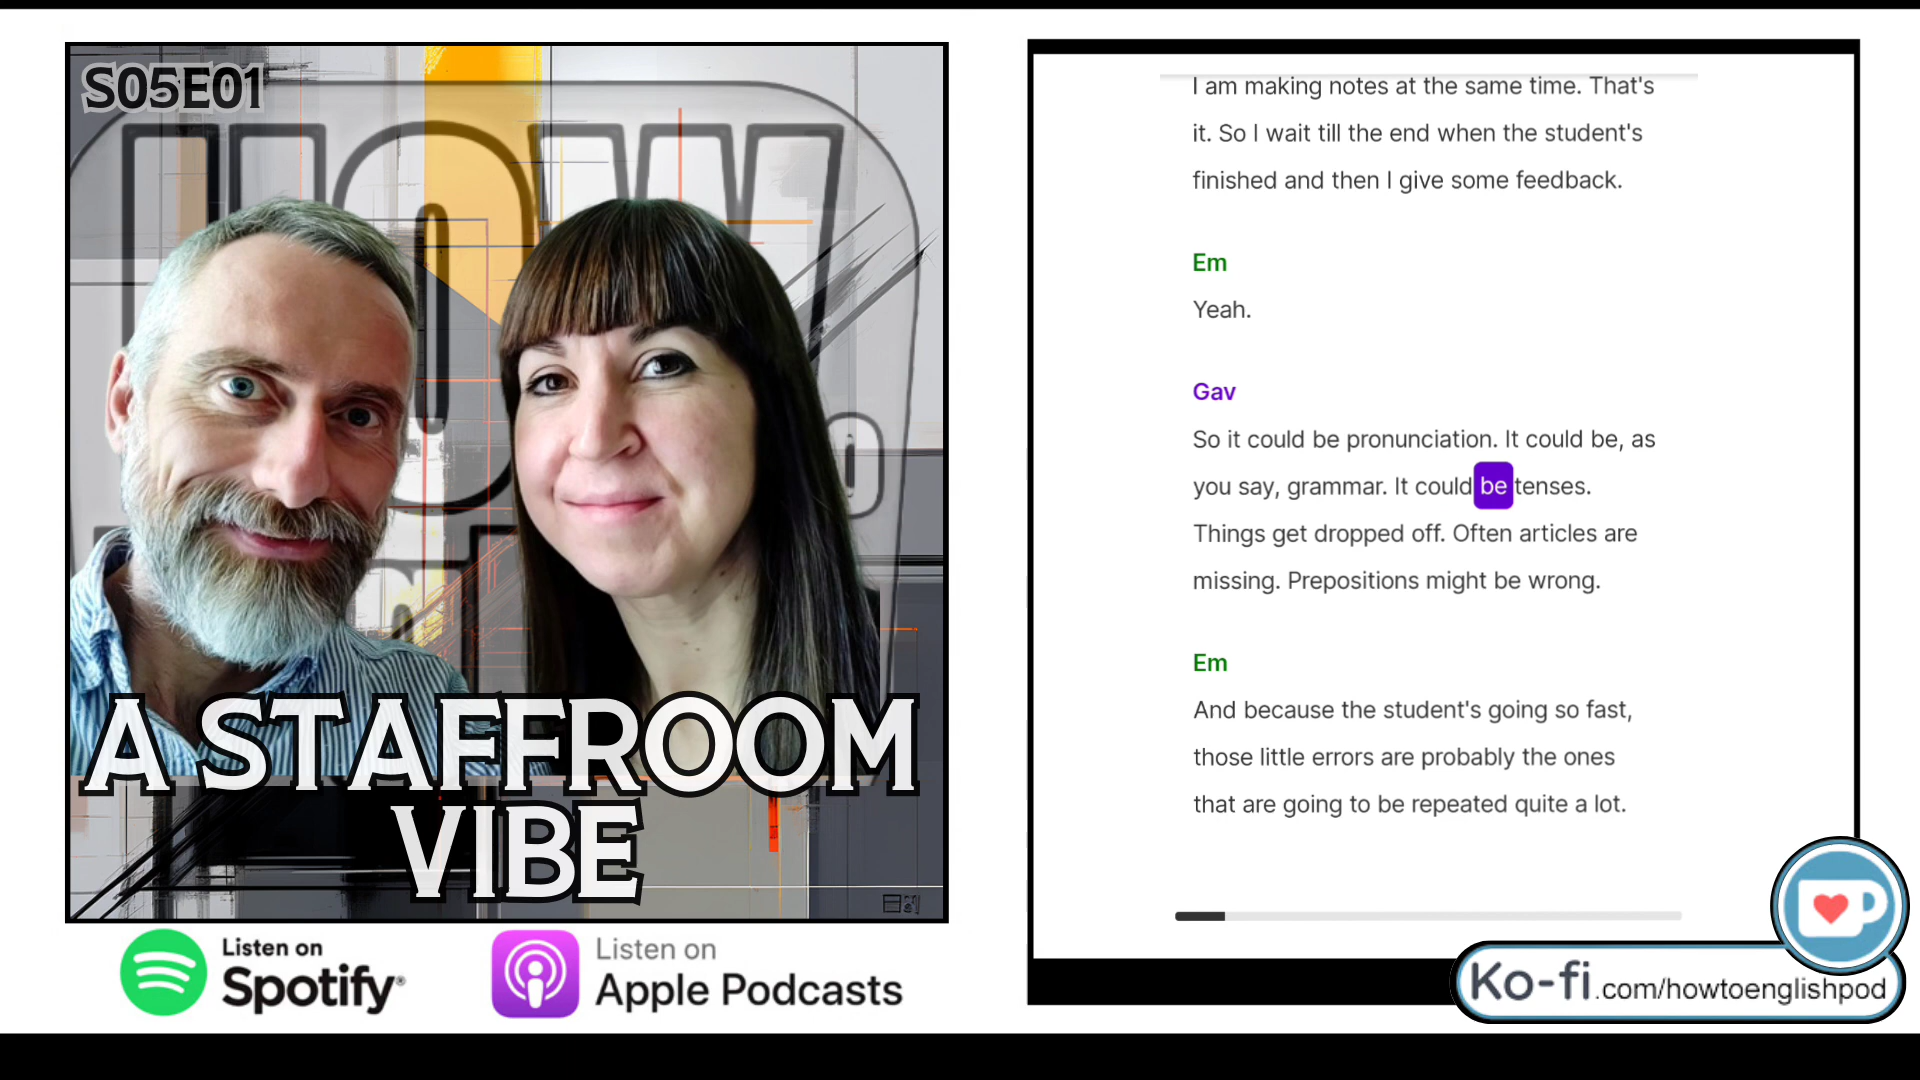 S05E01
HOW
A STAFFROOM
VIBE
Listen on
Spotify®
Listen on
Apple Podcasts
I am making notes at the same time. That's
it. So I wait till the end when the student's
finished and then I give some feedback.
Em
Yeah.
Gav
So it could be pronunciation. It could be, as
you say, grammar. It could be tenses.
Things get dropped off. Often articles are
missing. Prepositions might be wrong.
Em
And because the student's going so fast,
those little errors are probably the ones
that are going to be repeated quite a lot.
Ko-fi.com/howtoenglishpod